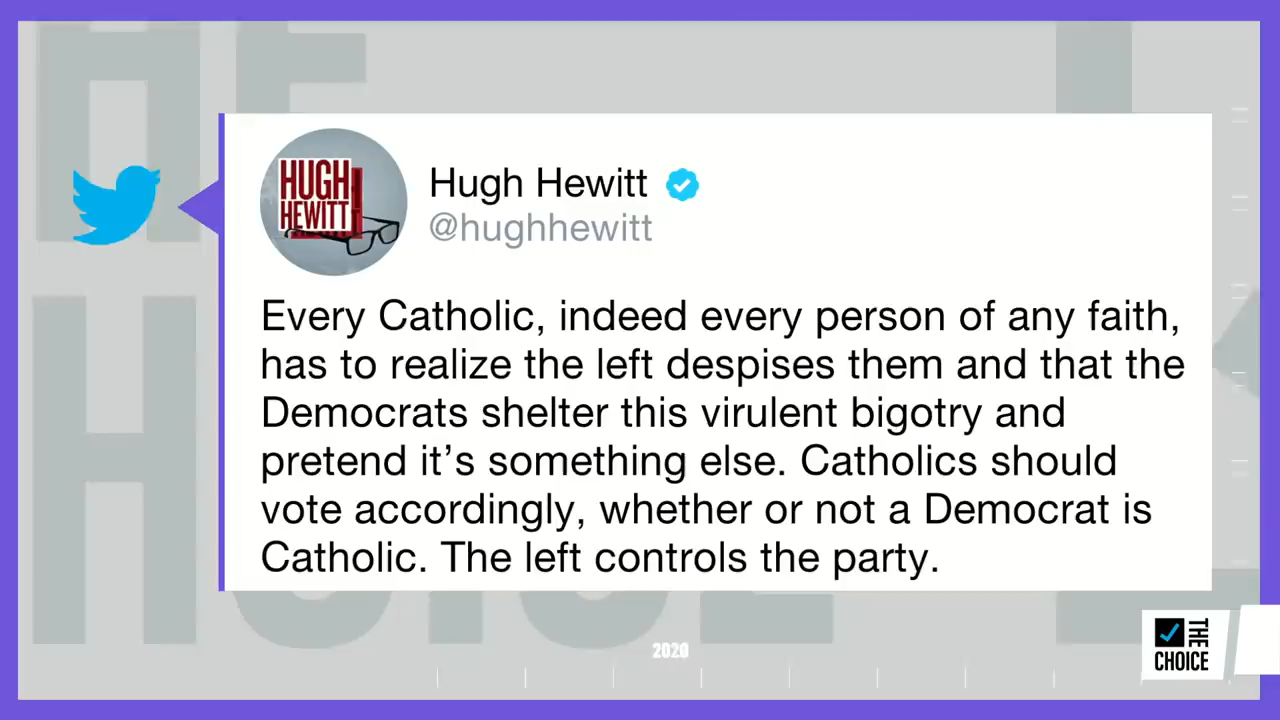 HUGH
HEWITT
Hugh Hewitt
@hughhewitt
Every Catholic, indeed every person of any faith,
has to realize the left despises them and that the
Democrats shelter this virulent bigotry and
pretend it's something else. Catholics should
vote accordingly, whether or not a Democrat is
Catholic. The left controls the party.
2020
THE
CHOICE